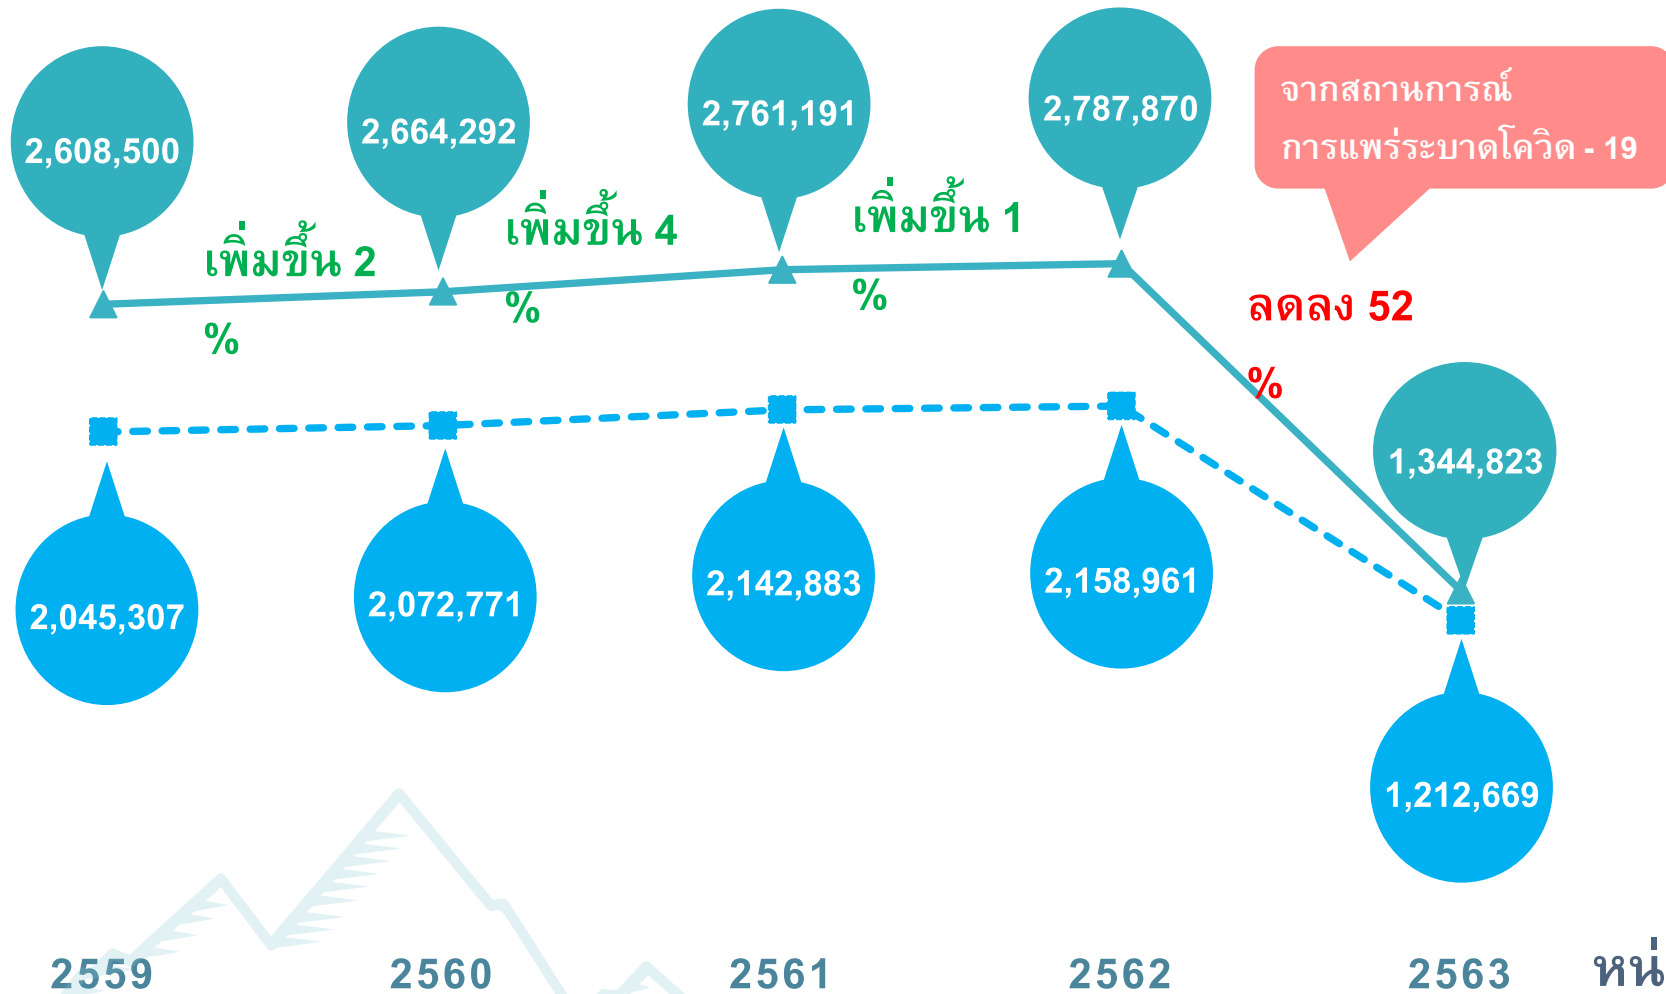 2,608,500
2,664,292
2,761,191
2,787,870
จากสถานการณ์
การแพร่ระบาดโควิด - 19
เพิ่มขึ้น 2
%
เพิ่มขึ้น 4
%
เพิ่มขึ้น 1
%
ลดลง 52
%
1,344,823
2,045,307
2,072,771
2,142,883
2,158,961
1,212,669
2559
2560
2561
2562
2563
หน่